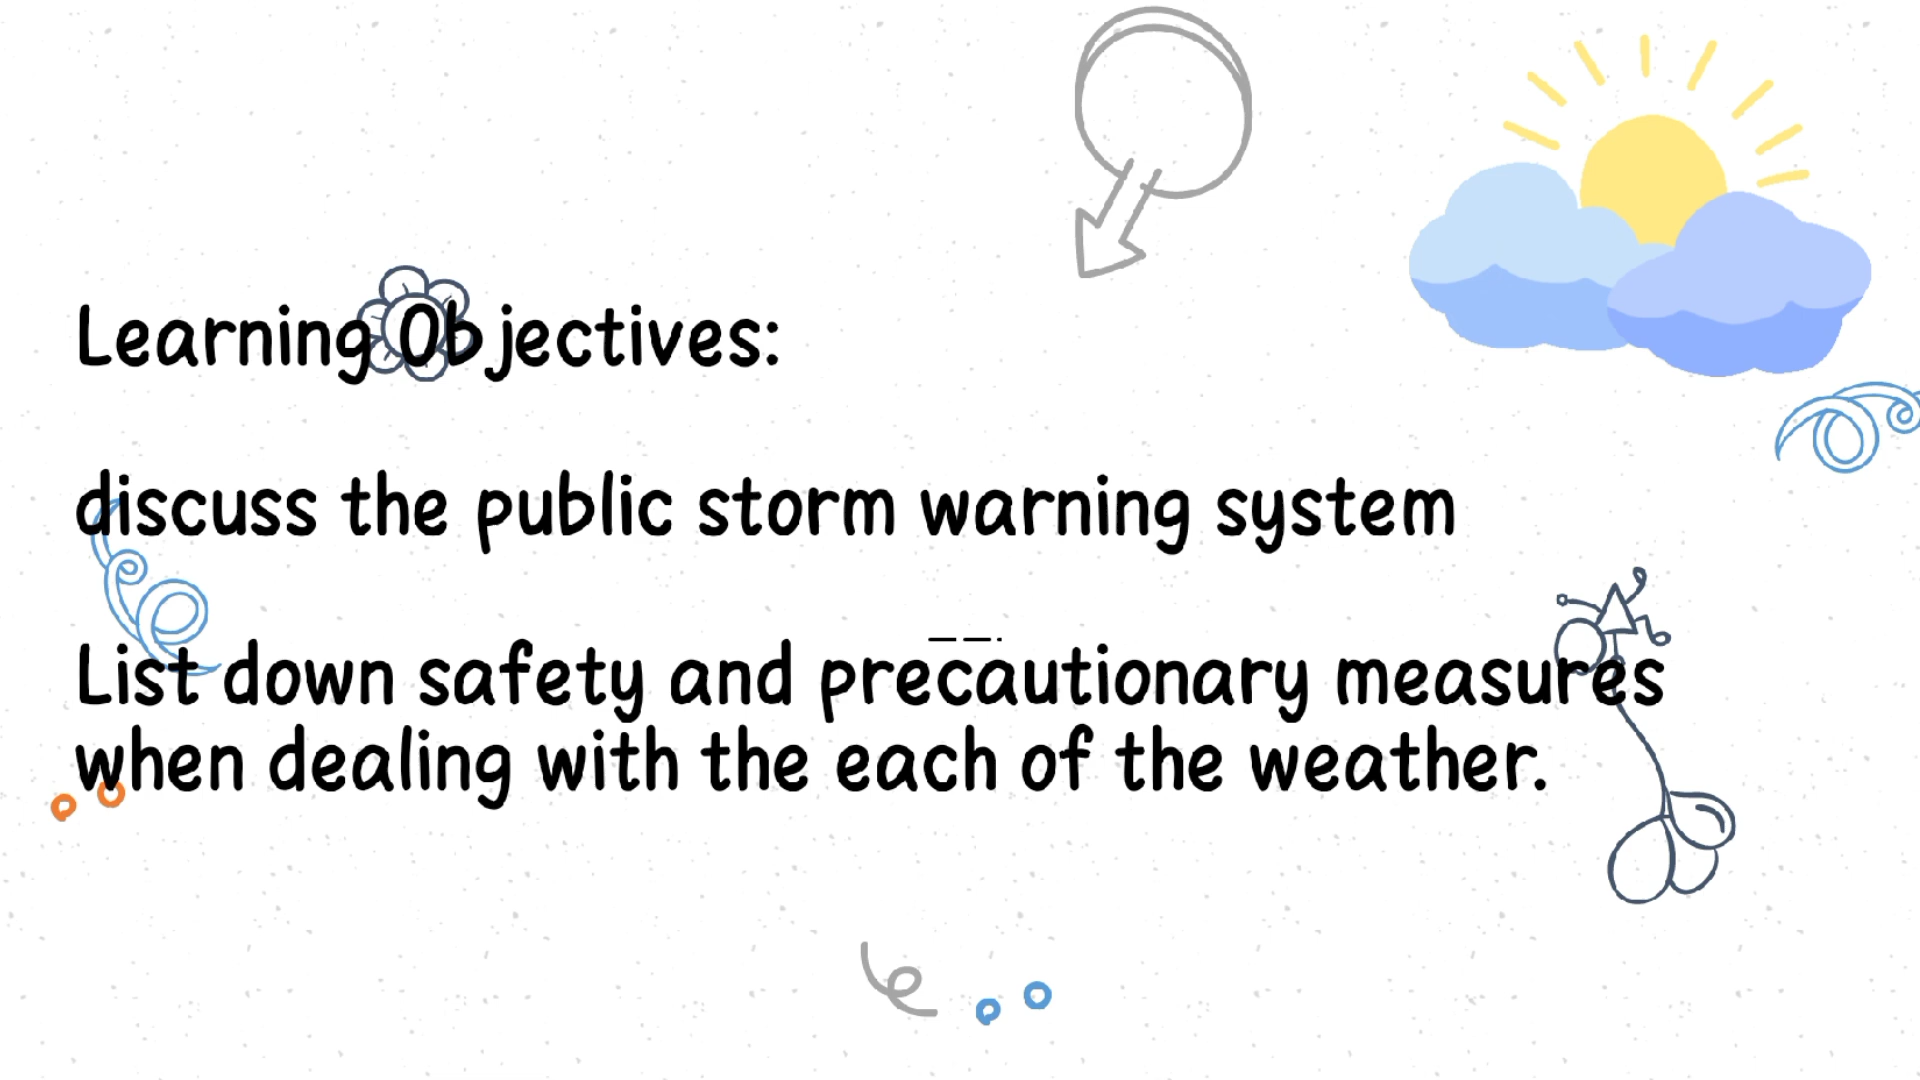 Learning Objectives:
discuss the public storm warning system
List down safety and precautionary measures
when dealing with the each of the weather.